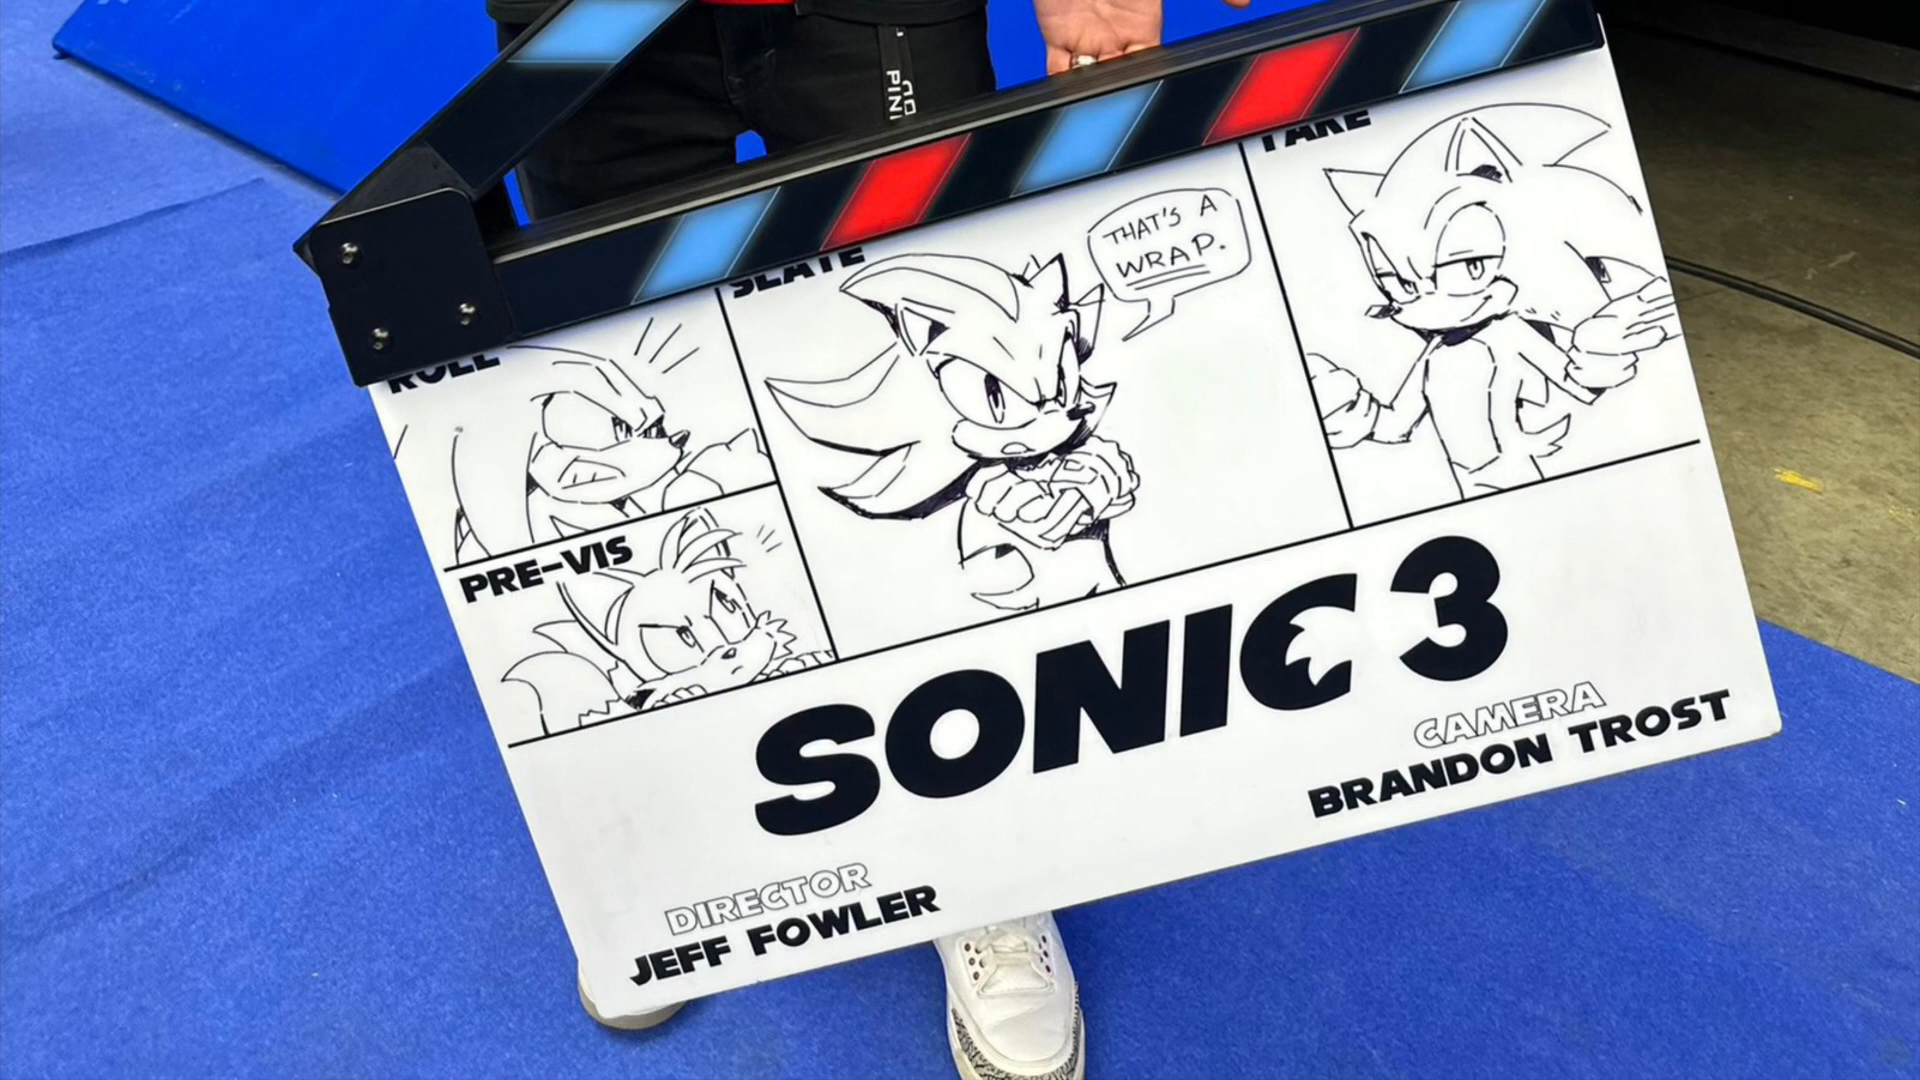 TAKE
SLATE
THAT'S A
WRAP.
ROLL
PRE-VIS
SONIC 3
CAMERA
BRANDON TROST
DIRECTOR
JEFF FOWLER